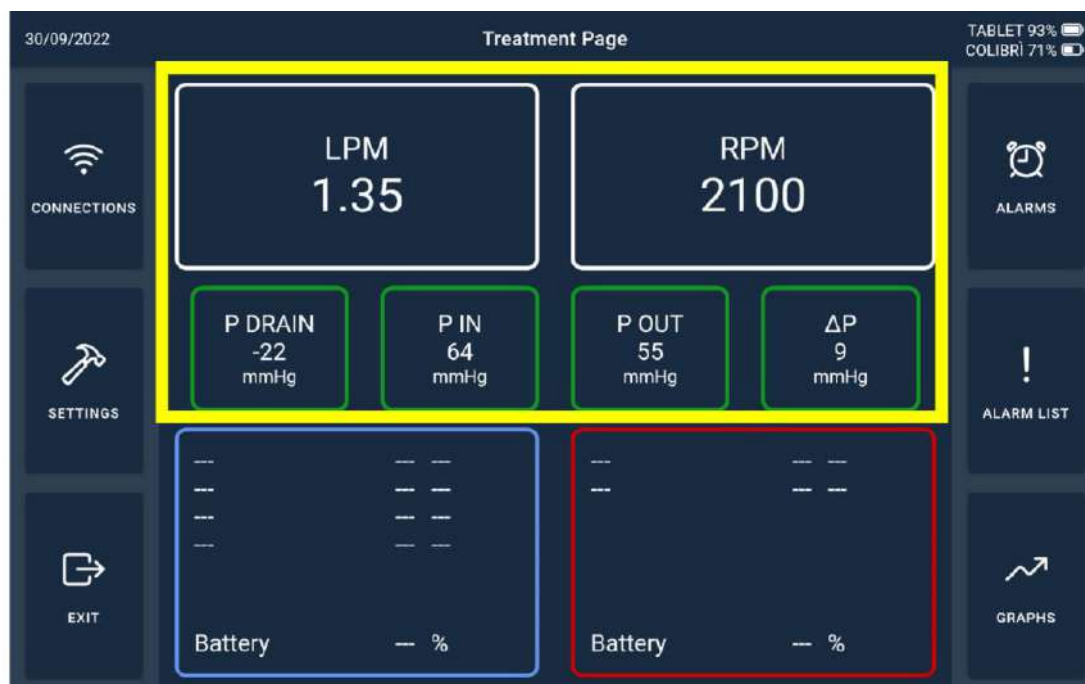 30/09/2022
Treatment Page
TABLET 93%
COLIBRÌ 71%
CONNECTIONS
LPM
1.35
RPM
2100
ALARMS
P DRAIN
-22
mmHg
P IN
64
mmHg
P OUT
55
mmHg
ΔP
9
mmHg
SETTINGS
!
ALARM LIST
--- --- ---
--- --- ---
--- --- ---
--- --- ---
Battery --- %
--- --- ---
--- --- ---
Battery --- %
EXIT
GRAPHS